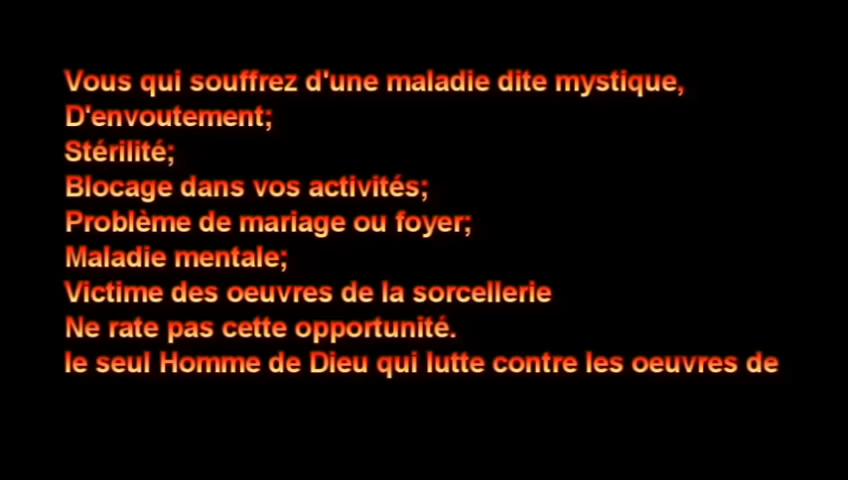 Vous qui souffrez d'une maladie dite mystique,
D'envoutement;
Stérilité;
Blocage dans vos activités;
Problème de mariage ou foyer;
Maladie mentale;
Victime des oeuvres de la sorcellerie
Ne rate pas cette opportunité.
le seul Homme de Dieu qui lutte contre les oeuvres de